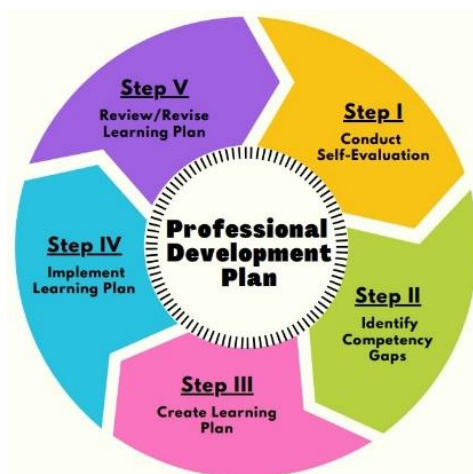 Professional
Development
Plan
Step I
Conduct
Self-Evaluation
Step II
Identify
Competency
Gaps
Step III
Create Learning
Plan
Step IV
Implement
Learning Plan
Step V
Review/Revise
Learning Plan